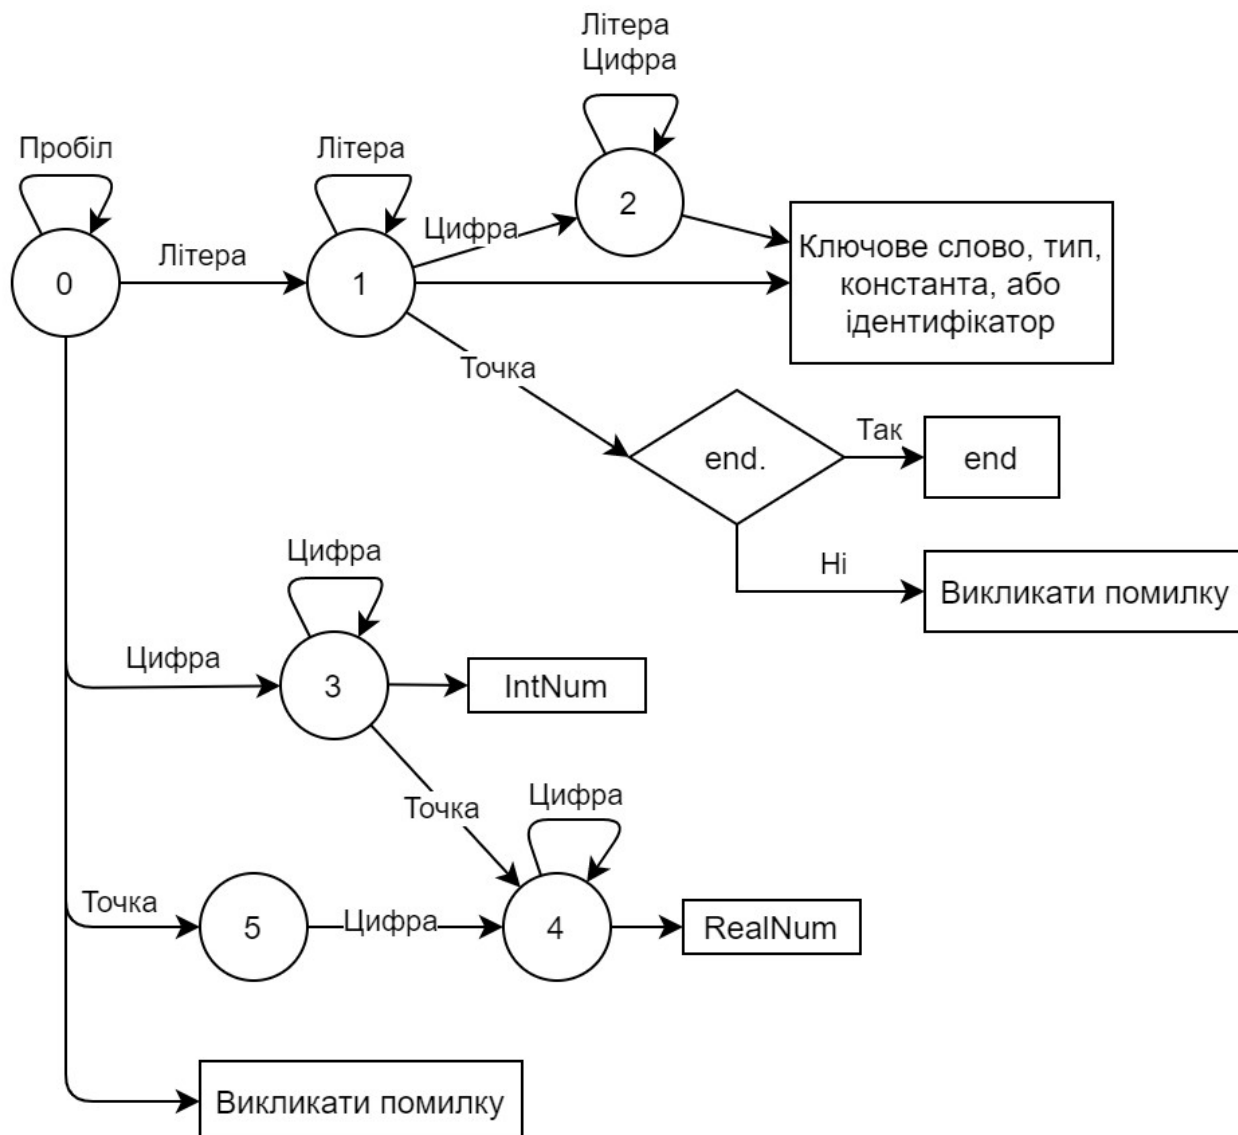 Літера
Цифра
Пробіл
Літера
2
Цифра
Літера
0
1
Ключове слово, тип,
константа, або
ідентифікатор
Точка
end.
Так
end
Ні
Викликати помилку
Цифра
Цифра
3
IntNum
Точка
Цифра
Точка
5
Цифра
4
RealNum
Викликати помилку